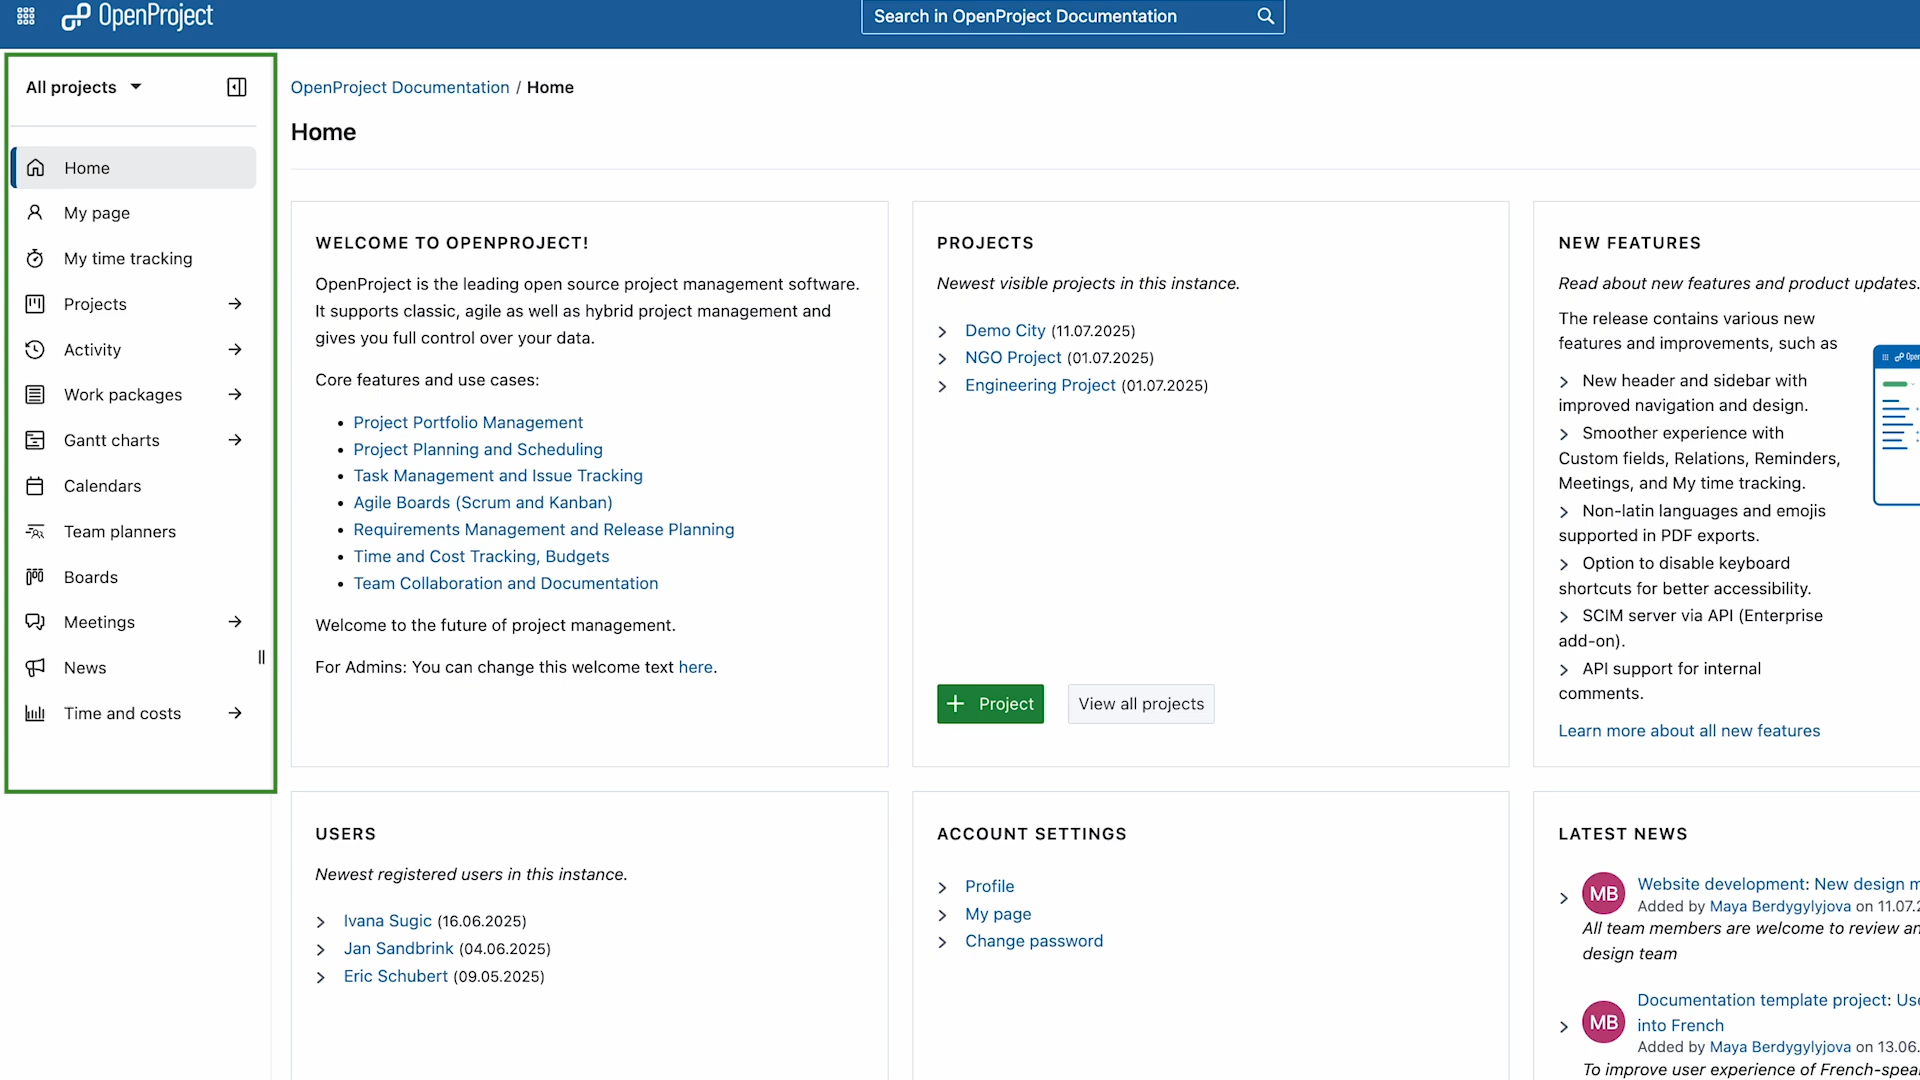 OpenProject
Search in OpenProject Documentation
All projects
Home
My page
My time tracking
Projects
Activity
Work packages
Gantt charts
Calendars
Team planners
Boards
Meetings
News
Time and costs
OpenProject Documentation / Home
Home
WELCOME TO OPENPROJECT!
OpenProject is the leading open source project management software.
It supports classic, agile as well as hybrid project management and
gives you full control over your data.
Core features and use cases:
• Project Portfolio Management
• Project Planning and Scheduling
• Task Management and Issue Tracking
• Agile Boards (Scrum and Kanban)
• Requirements Management and Release Planning
• Time and Cost Tracking, Budgets
• Team Collaboration and Documentation
Welcome to the future of project management.
For Admins: You can change this welcome text here.
PROJECTS
Newest visible projects in this instance.
Demo City (11.07.2025)
NGO Project (01.07.2025)
Engineering Project (01.07.2025)
+ Project
View all projects
NEW FEATURES
Read about new features and product updates.
The release contains various new
features and improvements, such as
New header and sidebar with
improved navigation and design.
Smoother experience with
Custom fields, Relations, Reminders,
Meetings, and My time tracking.
Non-latin languages and emojis
supported in PDF exports.
Option to disable keyboard
shortcuts for better accessibility.
SCIM server via API (Enterprise
add-on).
API support for internal
comments.
Learn more about all new features
USERS
Newest registered users in this instance.
Ivana Sugic (16.06.2025)
Jan Sandbrink (04.06.2025)
Eric Schubert (09.05.2025)
ACCOUNT SETTINGS
Profile
My page
Change password
LATEST NEWS
MB
Website development: New design
Added by Maya Berdygylyjova on 11.07.
All team members are welcome to review
design team
MB
Documentation template project:
into French
Added by Maya Berdygylyjova on 13.06.
To improve user experience of